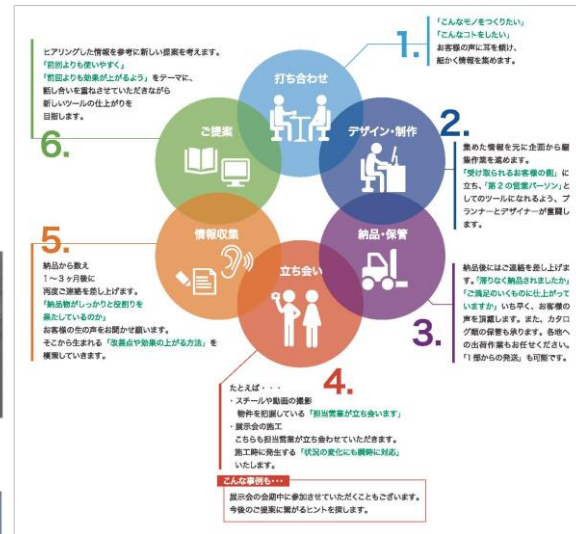 1.
「こんなモノをつくりたい」
「こんなコトをしたい」
お客様の声に耳を傾け、
細かく情報を集めます。
打ち合わせ
2.
デザイン・制作
集めた情報を元に企画から編
集作業を進めます。
「受け取られるお客様の側」に
立ち、「第2の営業パーソン」と
してのツールになれるよう、プ
ランナーとデザイナーが奮闘し
ます。
3.
納品・保管
納品後にはご連絡を差し上げま
す。「滞りなく納品されましたか」
「ご満足のいくものに仕上がって
いますか」いち早く、お客様の
声を頂戴します。また、カタロ
グ類の保管も承ります。各地へ
の出荷作業もお任せください。
「1部からの発送」も可能です。
4.
立ち会い
たとえば・・・
・スチールや動画の撮影
物件を把握している「担当営業が立ち会います」
・展示会の施工
こちらも担当営業が立ち会わせていただきます。
施工時に発生する「状況の変化にも瞬時に対応」
いたします。
こんな事例も・・・
展示会の会期中に参加させていただくこともございます。
今後のご提案に繋がるヒントを探します。
5.
情報収集
納品から数え
1〜3ヶ月後に
再度ご連絡を差し上げます。
「納品物がしっかりと役割りを
果たしているのか」
お客様の生の声をお聞かせ願います。
そこから生まれる「改善点や効果の上がる方法」を
模索していきます。
6.
ご提案
ヒアリングした情報を参考に新しい提案を考えます。
「前回よりも使いやすく」
「前回よりも効果が上がるよう」をテーマに、
話し合いを重ねさせていただきながら
新しいツールの仕上がりを
目指します。